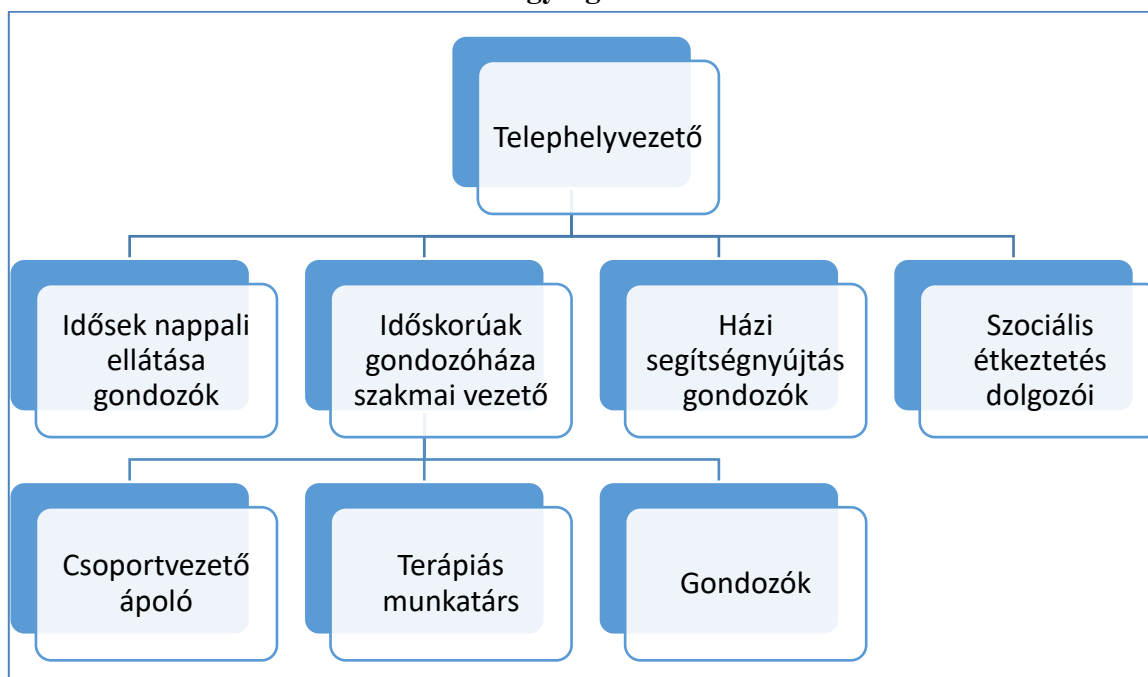 Telephelyvezető
Idősek nappali
ellátása
gondozók
Időskorúak
gondozóháza
szakmai vezető
Házi
segítségnyújtás
gondozók
Szociális
étkeztetés
dolgozói
Csoportvezető
ápoló
Terápiás
munkatárs
Gondozók